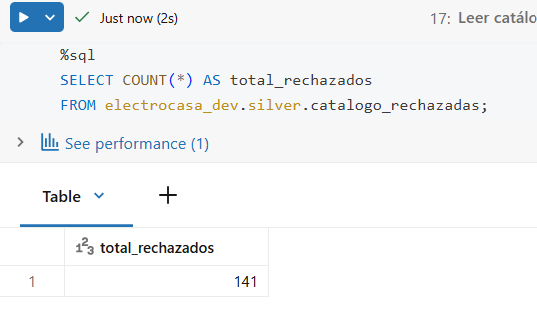 Just now (2s)
17: Leer catálo
%sql
SELECT COUNT(*) AS total_rechazados
FROM electrocasa_dev.silver.catalogo_rechazadas;
See performance (1)
Table
123 total_rechazados
1 141